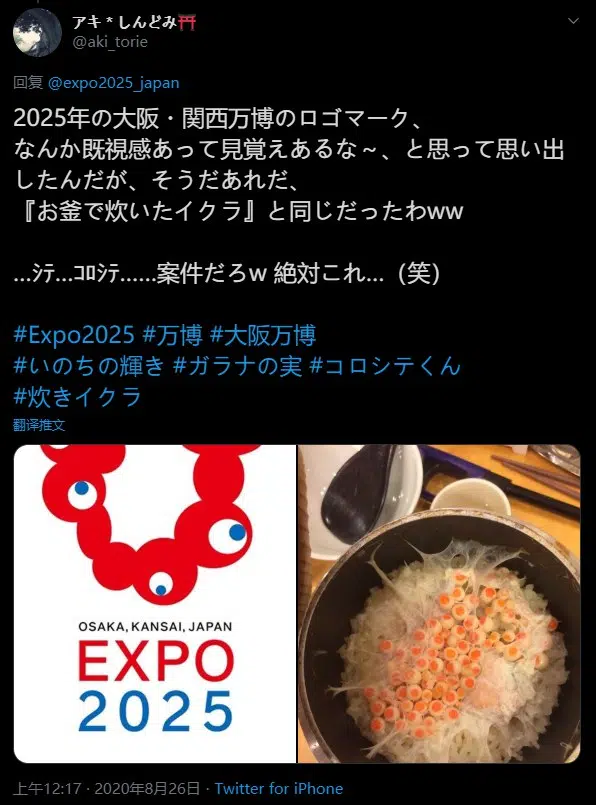 アキ * しんどみ⛩
@aki_torie
回复 @expo2025_japan
2025年の大阪・関西万博のロゴマーク、
なんか既視感あって見覚えあるな～、と思って思い出
したんだが、そうだあれだ、
『お釜で炊いたイクラ』と同じだったわww
...ｼﾃ...ｺﾛｼﾃ......案件だろw 絶対これ...（笑）
#Expo2025 #万博 #大阪万博
#いのちの輝き #ガラナの実 #コロシテくん
#炊きイクラ
翻译推文
OSAKA, KANSAI, JAPAN
EXPO
2025
上午12:17 · 2020年8月26日 · Twitter for iPhone